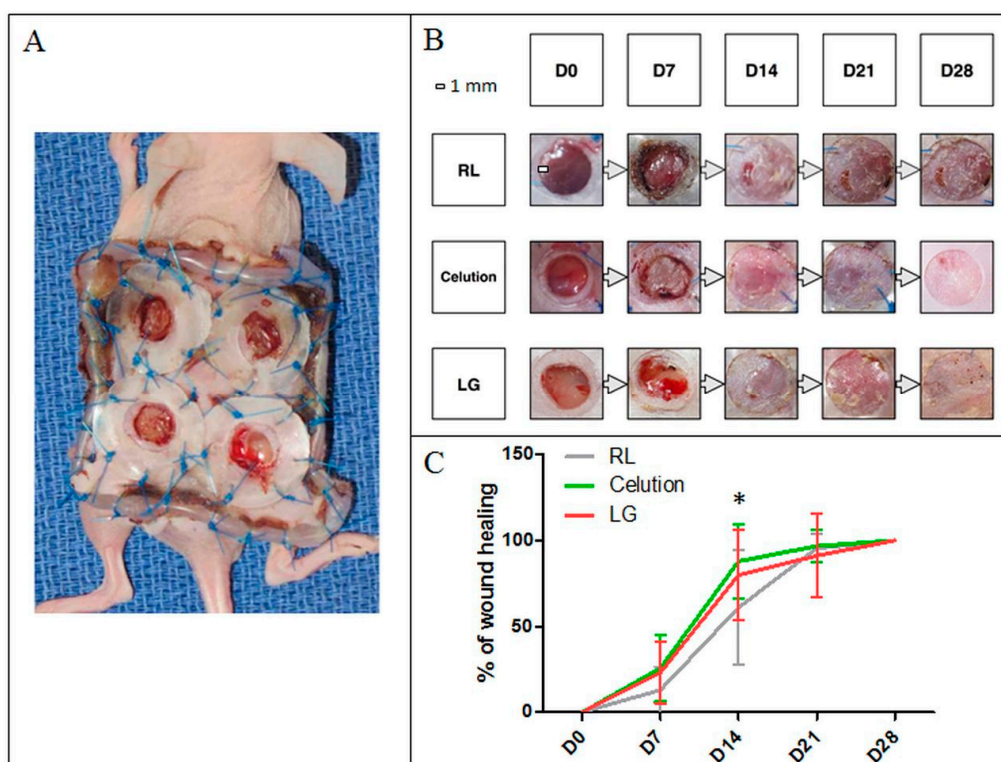 A
B
1 mm
D0 D7 D14 D21 D28
RL
Celution
LG
C
RL
Celution
LG
*
% of wound healing
150
100
50
0
D0 D7 D14 D21 D28